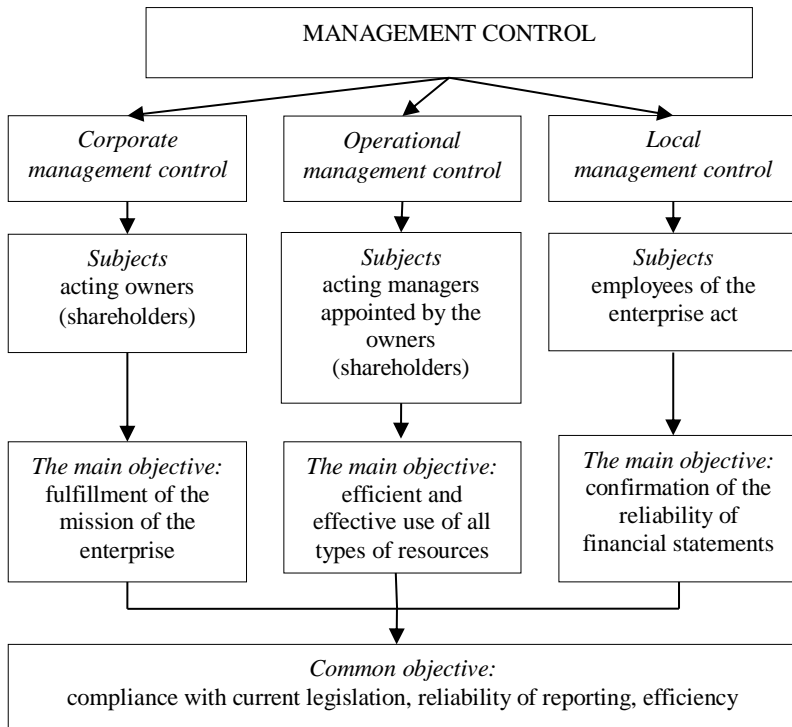 MANAGEMENT CONTROL
Corporate
management control
Operational
management control
Local
management control
Subjects
acting owners
(shareholders)
Subjects
acting managers
appointed by the
owners
(shareholders)
Subjects
employees of the
enterprise act
The main objective:
fulfillment of the
mission of the
enterprise
The main objective:
efficient and
effective use of all
types of resources
The main objective:
confirmation of the
reliability of
financial statements
Common objective:
compliance with current legislation, reliability of reporting, efficiency